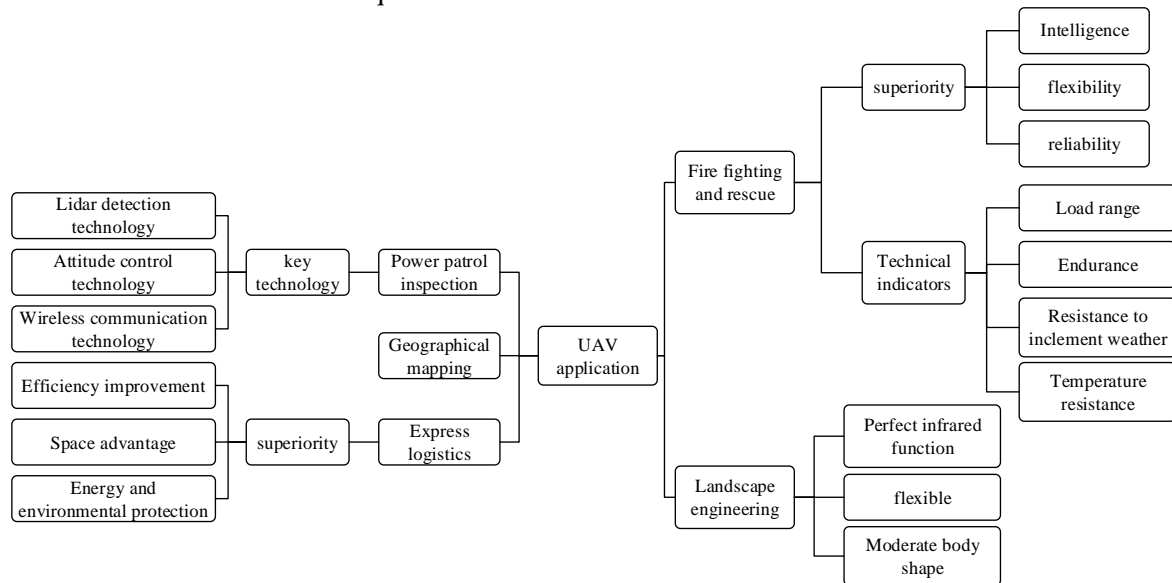 Intelligence
superiority
flexibility
reliability
Fire fighting
and rescue
Load range
Technical
indicators
Endurance
Resistance to
inclement weather
Temperature
resistance
Lidar detection
technology
Attitude control
technology
Wireless communication
technology
key
technology
Power patrol
inspection
Geographical
mapping
UAV
application
Efficiency improvement
Space advantage
Energy and
environmental protection
superiority
Express
logistics
Landscape
engineering
Perfect infrared
function
flexible
Moderate body
shape